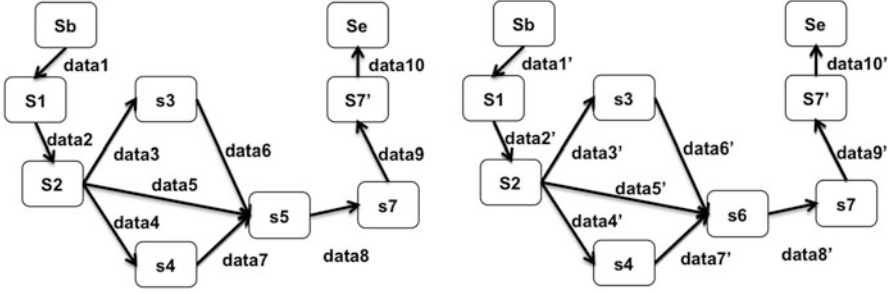 Sb
Se
data1
data10
S1
s3
S7’
data2
data3
data6
data9
S2
data5
s5
s7
data4
s4
data7
data8
Sb
Se
data1’
data10’
S1
s3
S7’
data2’
data3’
data6’
data9’
S2
data5’
s6
s7
data4’
s4
data7’
data8’